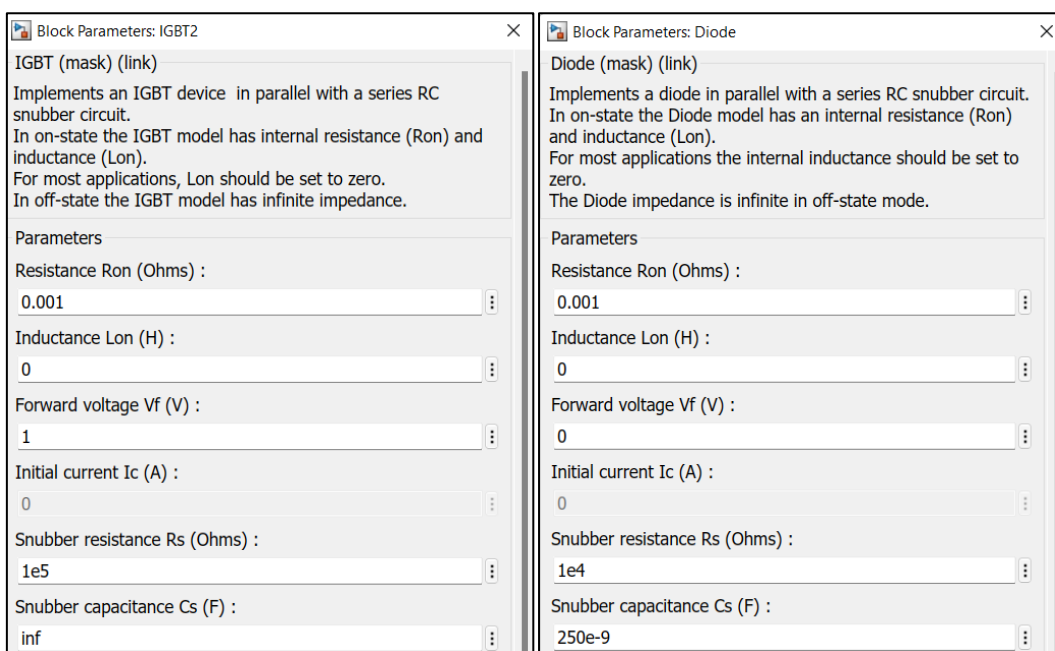 Block Parameters: IGBT2
IGBT (mask) (link)
Implements an IGBT device in parallel with a series RC
snubber circuit.
In on-state the IGBT model has internal resistance (Ron) and
inductance (Lon).
For most applications, Lon should be set to zero.
In off-state the IGBT model has infinite impedance.
Parameters
Resistance Ron (Ohms) :
0.001
Inductance Lon (H) :
0
Forward voltage Vf (V) :
1
Initial current Ic (A) :
0
Snubber resistance Rs (Ohms) :
1e5
Snubber capacitance Cs (F) :
inf
Block Parameters: Diode
Diode (mask) (link)
Implements a diode in parallel with a series RC snubber circuit.
In on-state the Diode model has an internal resistance (Ron)
and inductance (Lon).
For most applications the internal inductance should be set to
zero.
The Diode impedance is infinite in off-state mode.
Parameters
Resistance Ron (Ohms) :
0.001
Inductance Lon (H) :
0
Forward voltage Vf (V) :
0
Initial current Ic (A) :
0
Snubber resistance Rs (Ohms) :
1e4
Snubber capacitance Cs (F) :
250e-9